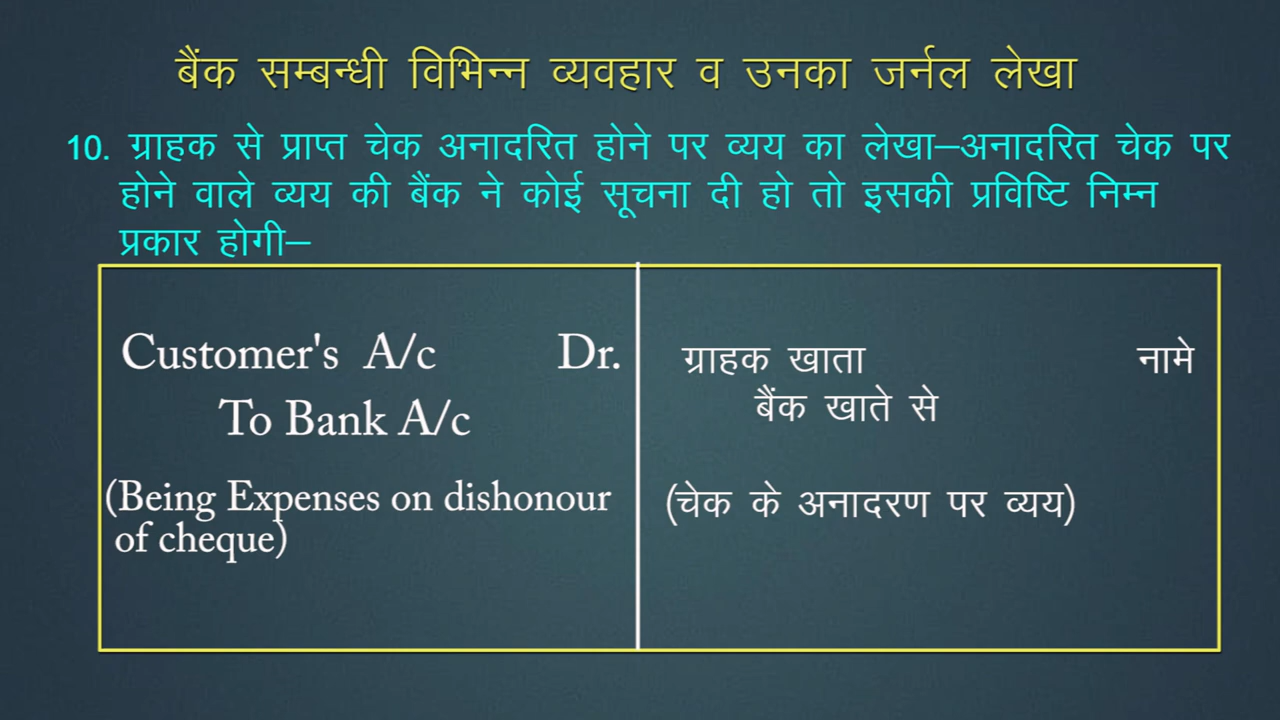 बैंक सम्बन्धी विभिन्न व्यवहार व उनका जर्नल लेखा
10. ग्राहक से प्राप्त चेक अनादरित होने पर व्यय का लेखा–अनादरित चेक पर
होने वाले व्यय की बैंक ने कोई सूचना दी हो तो इसकी प्रविष्टि निम्न
प्रकार होगी–
Customer's A/c Dr.
To Bank A/c
(Being Expenses on dishonour
of cheque)
ग्राहक खाता नामे
बैंक खाते से
(चेक के अनादरण पर व्यय)